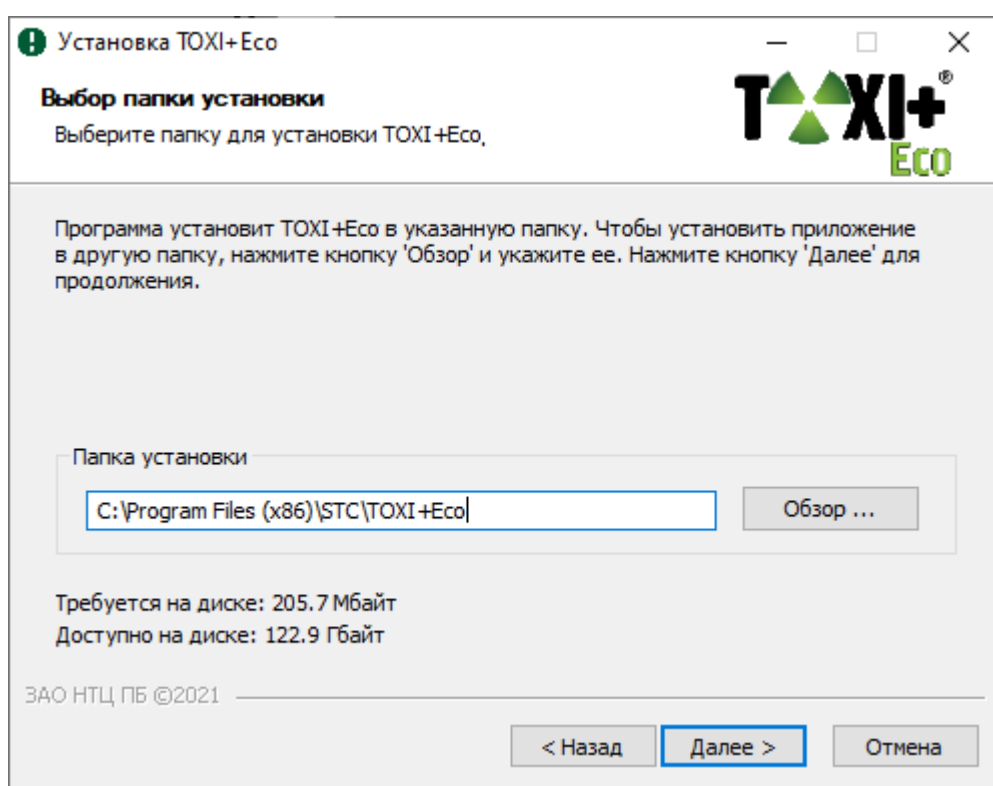 Установка TOXI+Eco
Выбор папки установки
Выберите папку для установки TOXI+Eco.
TOXI+®
Eco
Программа установит TOXI+Eco в указанную папку. Чтобы установить приложение
в другую папку, нажмите кнопку 'Обзор' и укажите ее. Нажмите кнопку 'Далее' для
продолжения.
Папка установки
C:\Program Files (x86)\STC\TOXI+Eco
Обзор ...
Требуется на диске: 205.7 Мбайт
Доступно на диске: 122.9 Гбайт
ЗАО НТЦ ПБ ©2021
< Назад
Далее >
Отмена